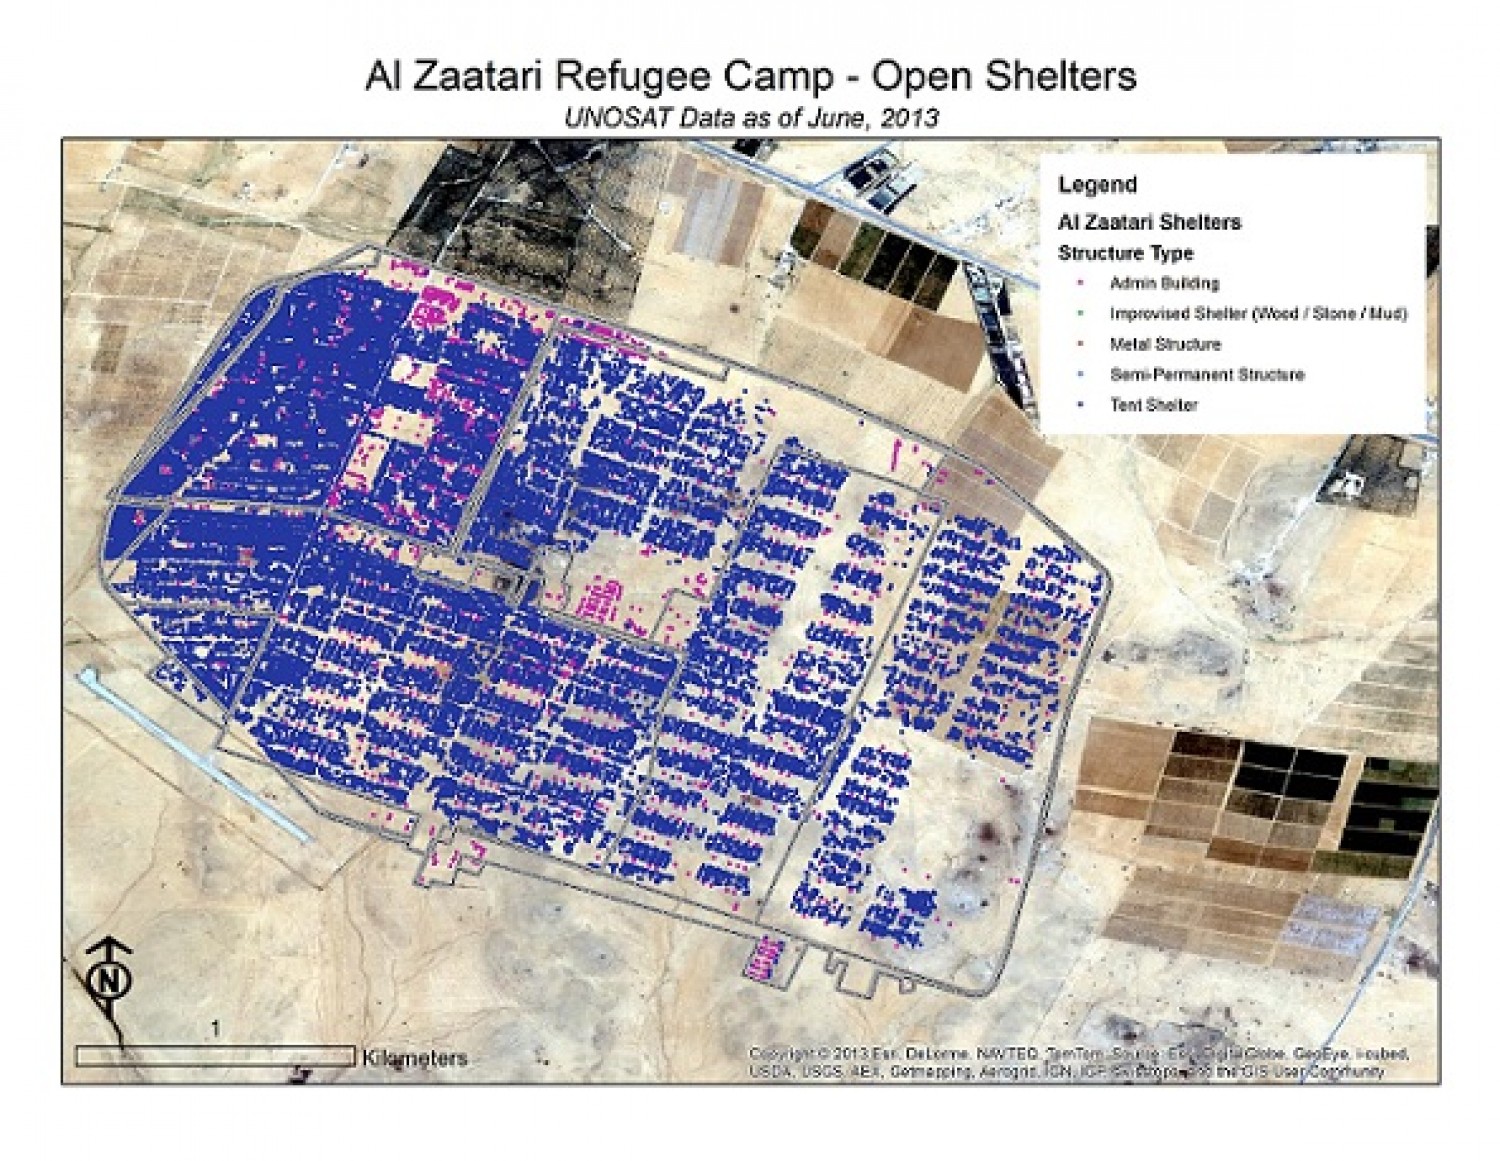 Al Zaatari Refugee Camp - Open Shelters
UNOSAT Data as of June, 2013
Legend
Al Zaatari Shelters
Structure Type
Admin Building
Improvised Shelter (Wood / Stone / Mud)
Metal Structure
Semi-Permanent Structure
Tent Shelter
N
1
Kilometers
Copyright © 2013 Esri, DeLorme, NAVTEQ, TomTom, Source: Esri, DigitalGlobe, GeoEye, i-cubed,
USDA, USGS, AEX, Getmapping, Aerogrid, IGN, IGP, and the GIS User Community